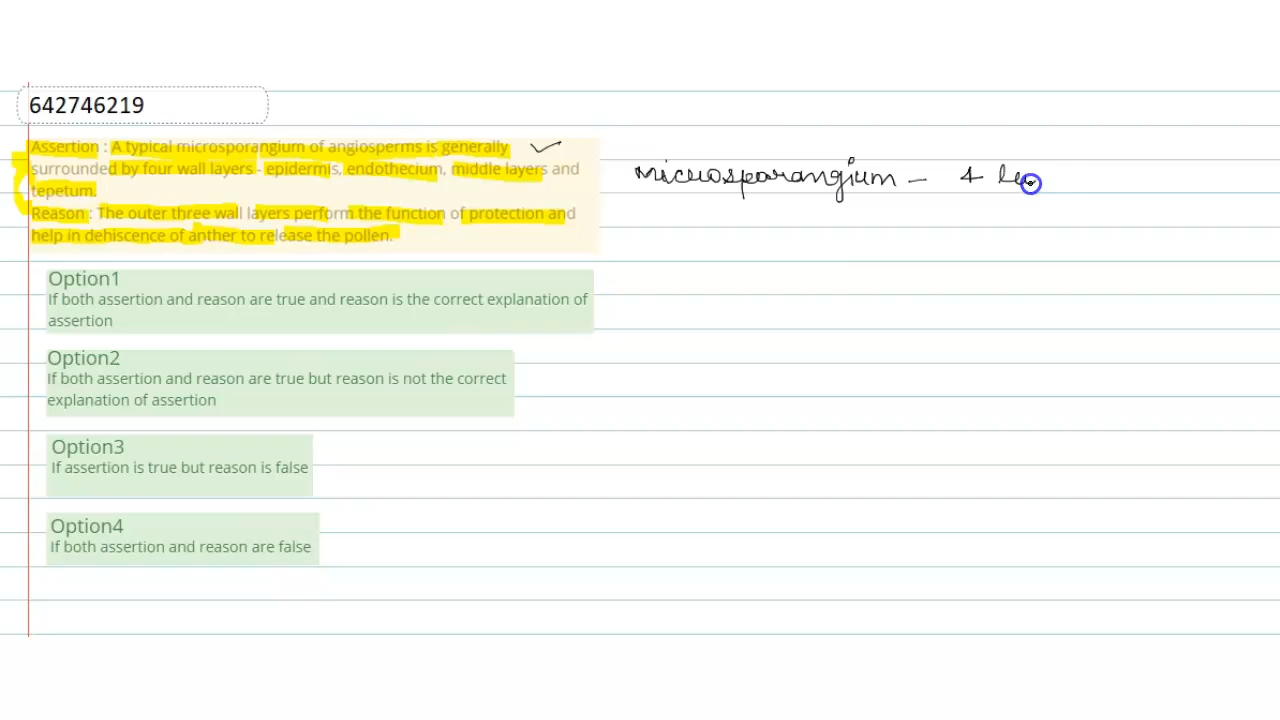 642746219
Assertion : A typical microsporangium of angiosperms is generally
surrounded by four wall layers - epidermis, endothecium, middle layers and
tepetum.
Reason : The outer three wall layers perform the function of protection and
help in dehiscence of anther to release the pollen.
microsporangium – 4
Option1
If both assertion and reason are true and reason is the correct explanation of
assertion
Option2
If both assertion and reason are true but reason is not the correct
explanation of assertion
Option3
If assertion is true but reason is false
Option4
If both assertion and reason are false